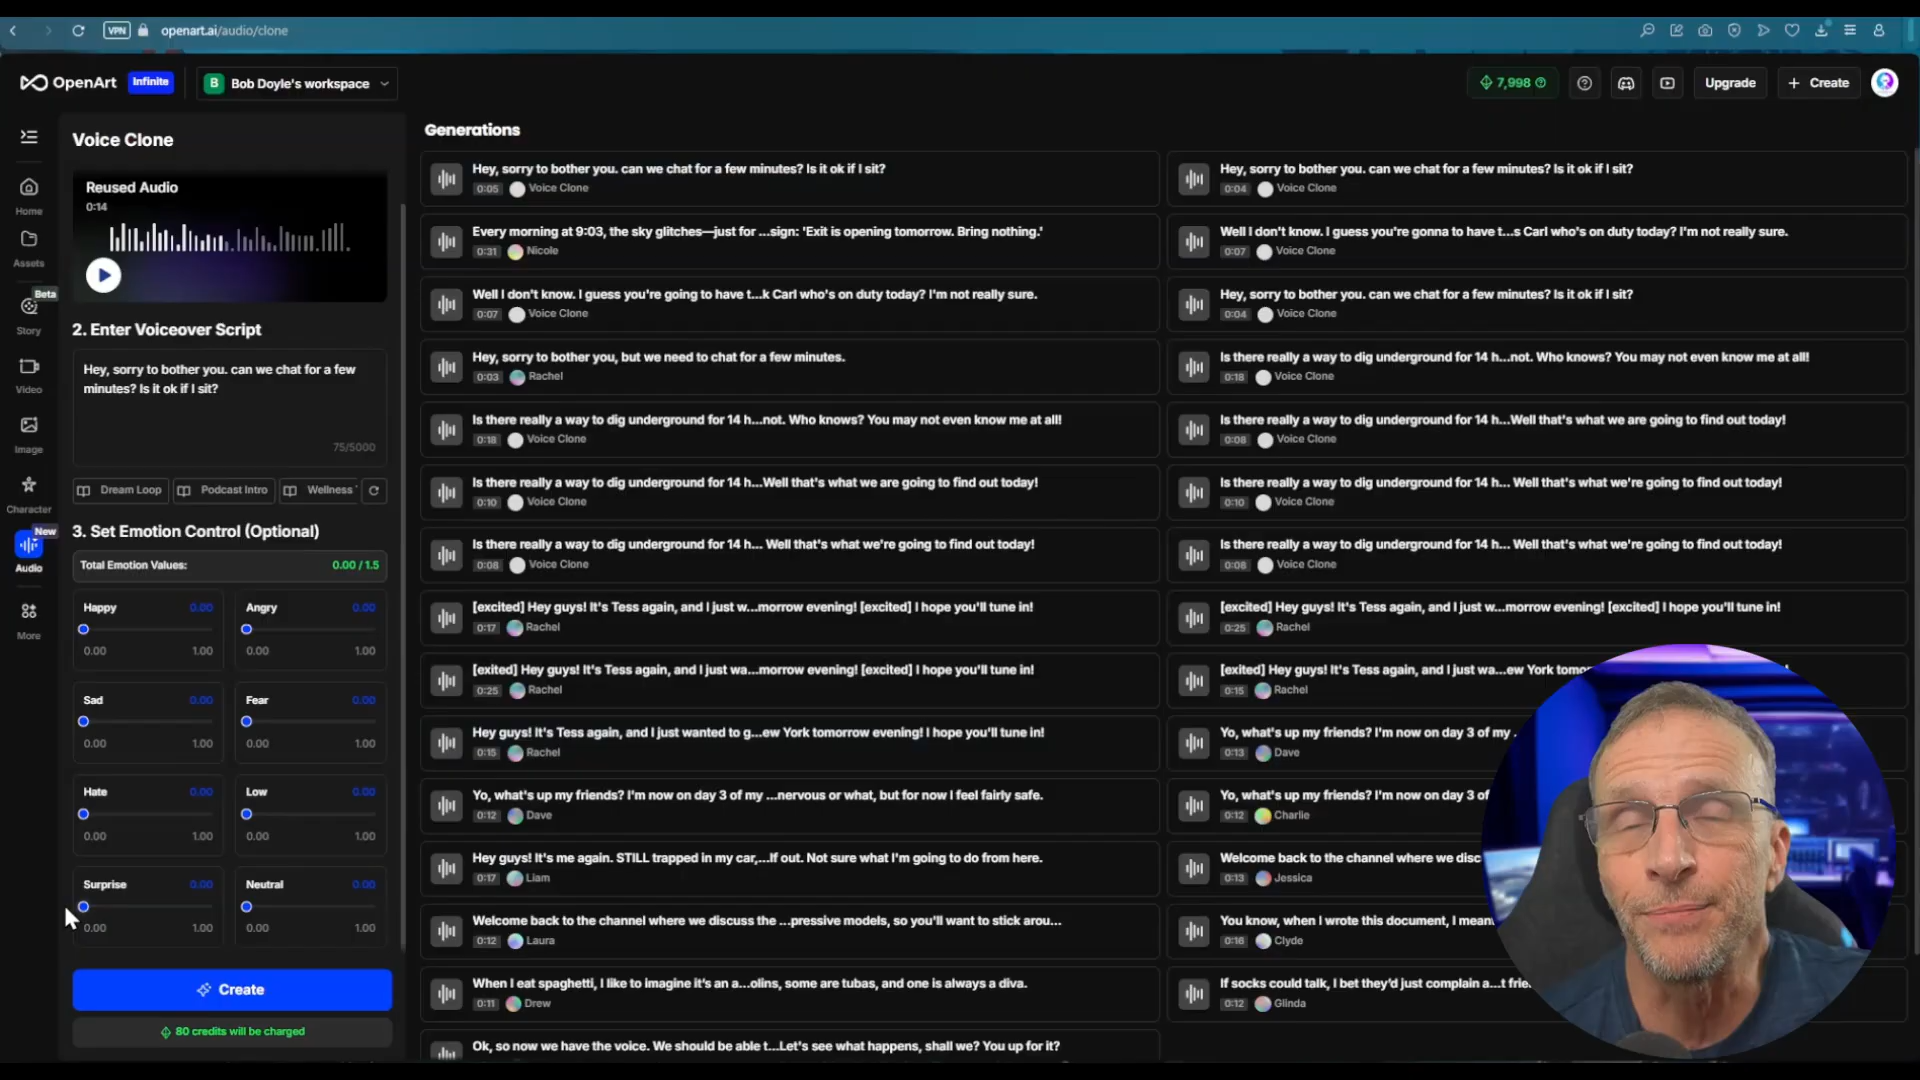 VPN openart.ai/audio/clone
OpenArt Infinite B Bob Doyle's workspace 7,998 Upgrade + Create
Home
Assets
Beta
Story
Video
Image
Character
New
Audio
More
Voice Clone
Reused Audio
0:14
2. Enter Voiceover Script
Hey, sorry to bother you. can we chat for a few
minutes? Is it ok if I sit?
75/5000
Dream Loop Podcast Intro Wellness
3. Set Emotion Control (Optional)
Total Emotion Values: 0.00 / 1.5
Happy 0.00 Angry 0.00
0.00 1.00 0.00 1.00
Sad 0.00 Fear 0.00
0.00 1.00 0.00 1.00
Hate 0.00 Low 0.00
0.00 1.00 0.00 1.00
Surprise 0.00 Neutral 0.00
0.00 1.00 0.00 1.00
Create
80 credits will be charged
Generations
Hey, sorry to bother you. can we chat for a few minutes? Is it ok if I sit?
0:05 Voice Clone
Hey, sorry to bother you. can we chat for a few minutes? Is it ok if I sit?
0:04 Voice Clone
Every morning at 9:03, the sky glitches—just for ...sign: 'Exit is opening tomorrow. Bring nothing.'
0:31 Nicole
Well I don't know. I guess you're gonna to have t...s Carl who's on duty today? I'm not really sure.
0:07 Voice Clone
Well I don't know. I guess you're going to have t...k Carl who's on duty today? I'm not really sure.
0:07 Voice Clone
Hey, sorry to bother you. can we chat for a few minutes? Is it ok if I sit?
0:04 Voice Clone
Hey, sorry to bother you, but we need to chat for a few minutes.
0:03 Rachel
Is there really a way to dig underground for 14 h...not. Who knows? You may not even know me at all!
0:18 Voice Clone
Is there really a way to dig underground for 14 h...not. Who knows? You may not even know me at all!
0:18 Voice Clone
Is there really a way to dig underground for 14 h...Well that's what we are going to find out today!
0:08 Voice Clone
Is there really a way to dig underground for 14 h...Well that's what we are going to find out today!
0:10 Voice Clone
Is there really a way to dig underground for 14 h... Well that's what we're going to find out today!
0:10 Voice Clone
Is there really a way to dig underground for 14 h... Well that's what we're going to find out today!
0:08 Voice Clone
Is there really a way to dig underground for 14 h... Well that's what we're going to find out today!
0:08 Voice Clone
[excited] Hey guys! It's Tess again, and I just w...morrow evening! [excited] I hope you'll tune in!
0:17 Rachel
[excited] Hey guys! It's Tess again, and I just w...morrow evening! [excited] I hope you'll tune in!
0:25 Rachel
[exited] Hey guys! It's Tess again, and I just wa...morrow evening! [excited] I hope you'll tune in!
0:25 Rachel
[exited] Hey guys! It's Tess again, and I just wa...ew York tomo
0:15 Rachel
Hey guys! It's Tess again, and I just wanted to g...ew York tomorrow evening! I hope you'll tune in!
0:15 Rachel
Yo, what's up my friends? I'm now on day 3 of my .
0:13 Dave
Yo, what's up my friends? I'm now on day 3 of my ...nervous or what, but for now I feel fairly safe.
0:12 Dave
Yo, what's up my friends? I'm now on day 3 of
0:12 Charlie
Hey guys! It's me again. STILL trapped in my car,...lf out. Not sure what I'm going to do from here.
0:17 Liam
Welcome back to the channel where we disc
0:13 Jessica
Welcome back to the channel where we discuss the ...pressive models, so you'll want to stick arou...
0:12 Laura
You know, when I wrote this document, I mean
0:16 Clyde
When I eat spaghetti, I like to imagine it's an a...olins, some are tubas, and one is always a diva.
0:11 Drew
If socks could talk, I bet they'd just complain a...t frie
0:12 Glinda
Ok, so now we have the voice. We should be able t...Let's see what happens, shall we? You up for it?